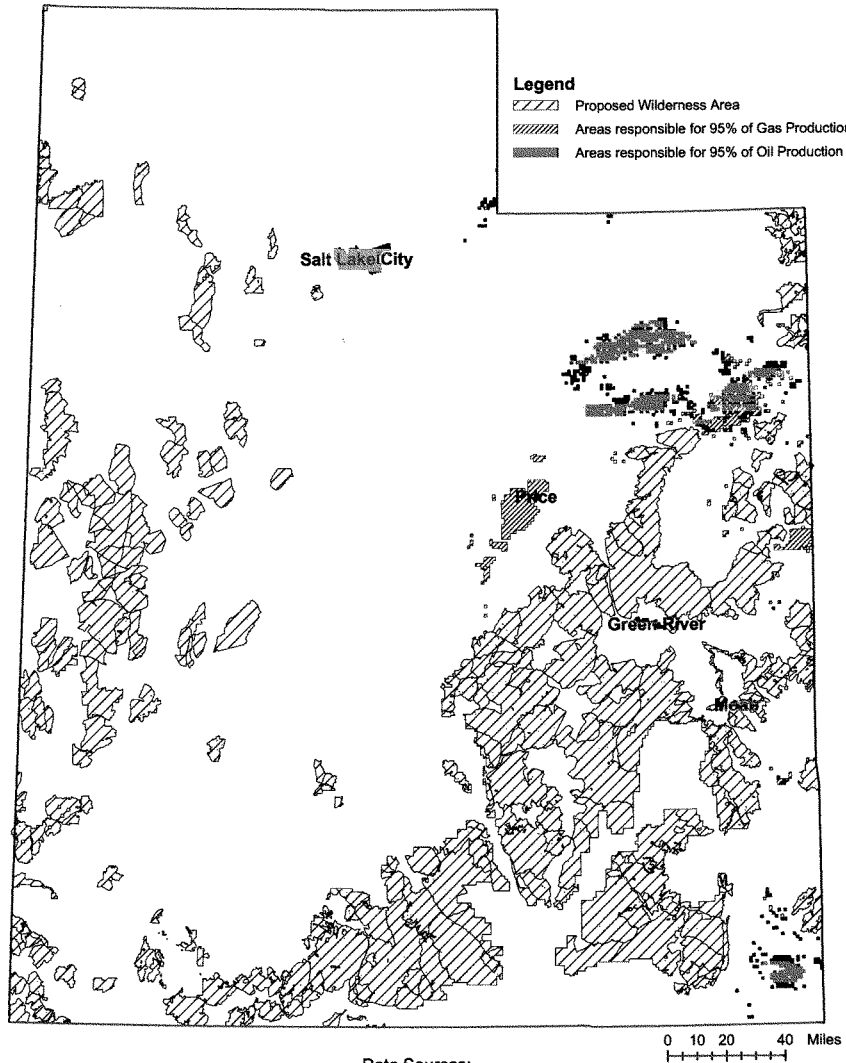 Legend
Proposed Wilderness Area
Areas responsible for 95% of Gas Production
Areas responsible for 95% of Oil Production
Salt Lake City
Price
Green River
Moab
0 10 20 40 Miles
Data Sources: